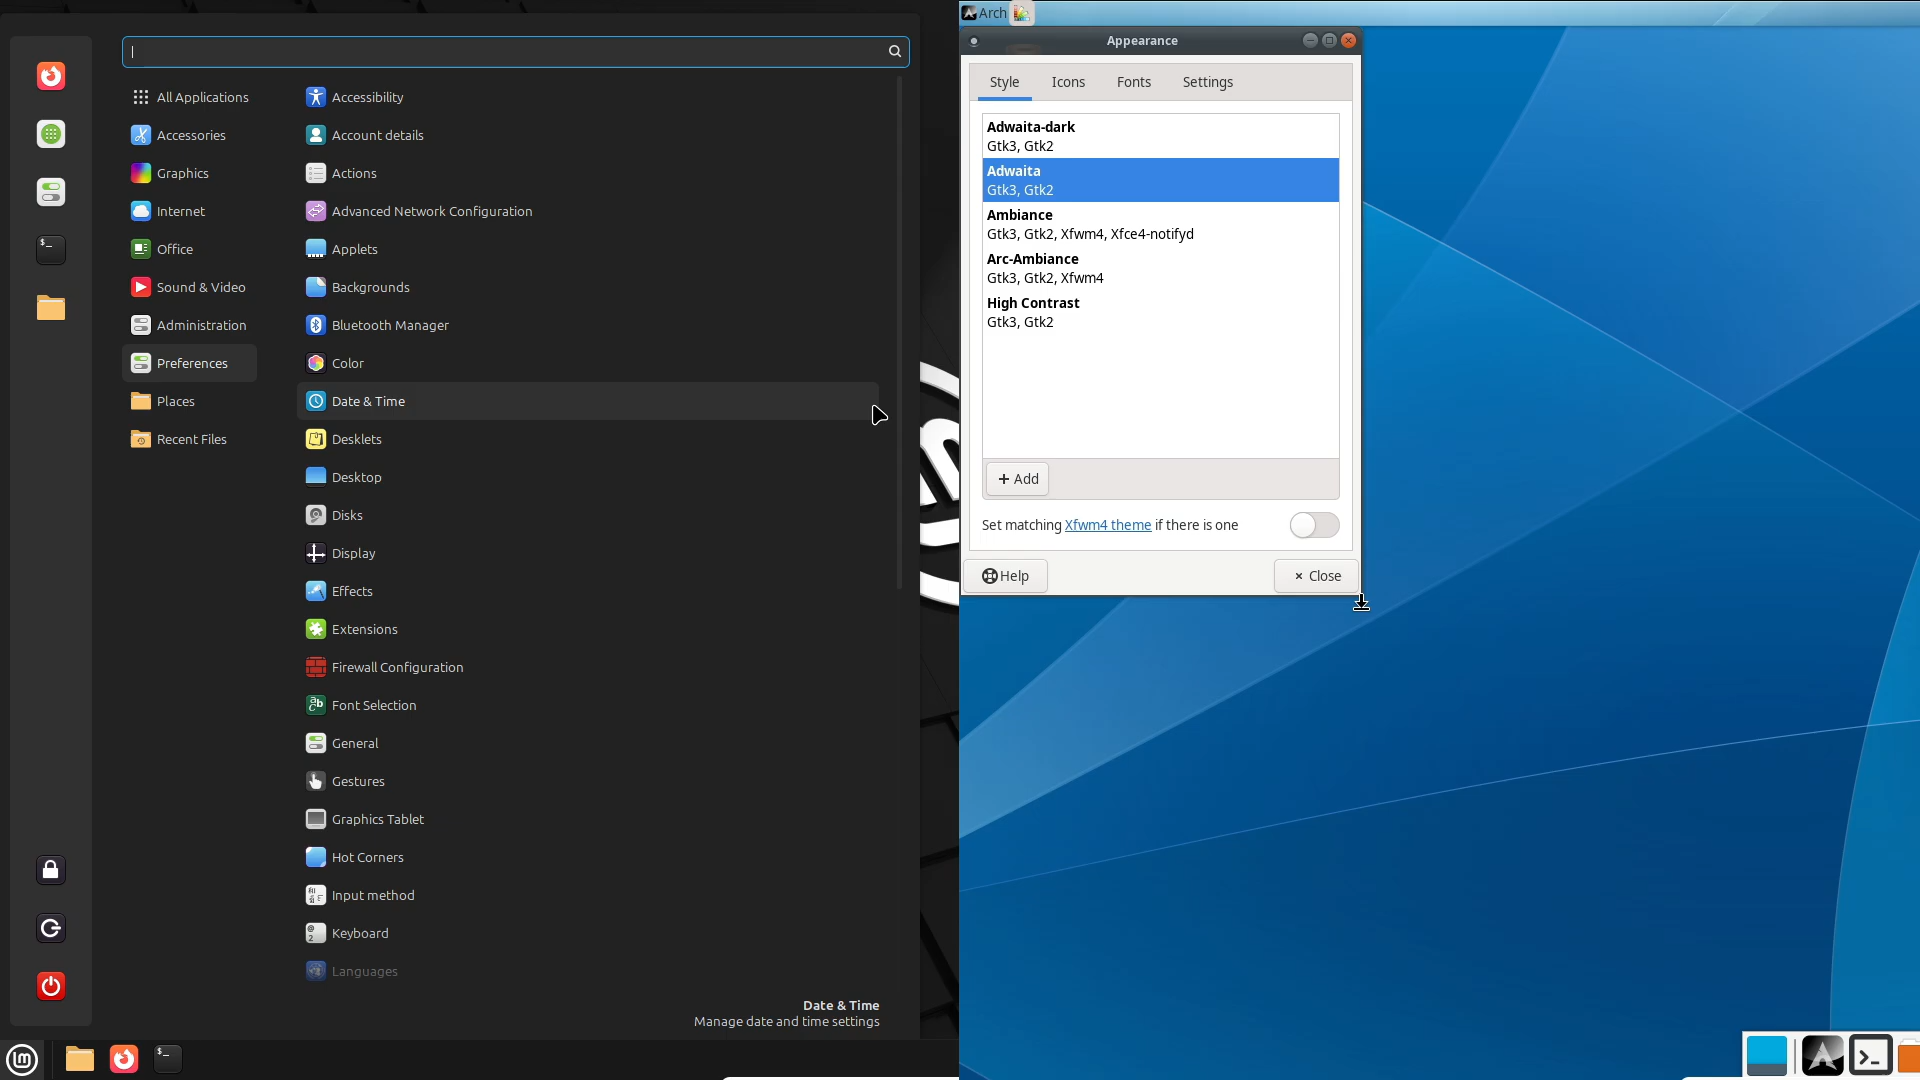 All Applications
Accessories
Graphics
Internet
Office
Sound & Video
Administration
Preferences
Places
Recent Files
Accessibility
Account details
Actions
Advanced Network Configuration
Applets
Backgrounds
Bluetooth Manager
Color
Date & Time
Desklets
Desktop
Disks
Display
Effects
Extensions
Firewall Configuration
Font Selection
General
Gestures
Graphics Tablet
Hot Corners
Input method
Keyboard
Languages
Date & Time
Manage date and time settings
Arch
Appearance
Style Icons Fonts Settings
Adwaita-dark
Gtk3, Gtk2
Adwaita
Gtk3, Gtk2
Ambiance
Gtk3, Gtk2, Xfwm4, Xfce4-notifyd
Arc-Ambiance
Gtk3, Gtk2, Xfwm4
High Contrast
Gtk3, Gtk2
+ Add
Set matching Xfwm4 theme if there is one
Help
× Close